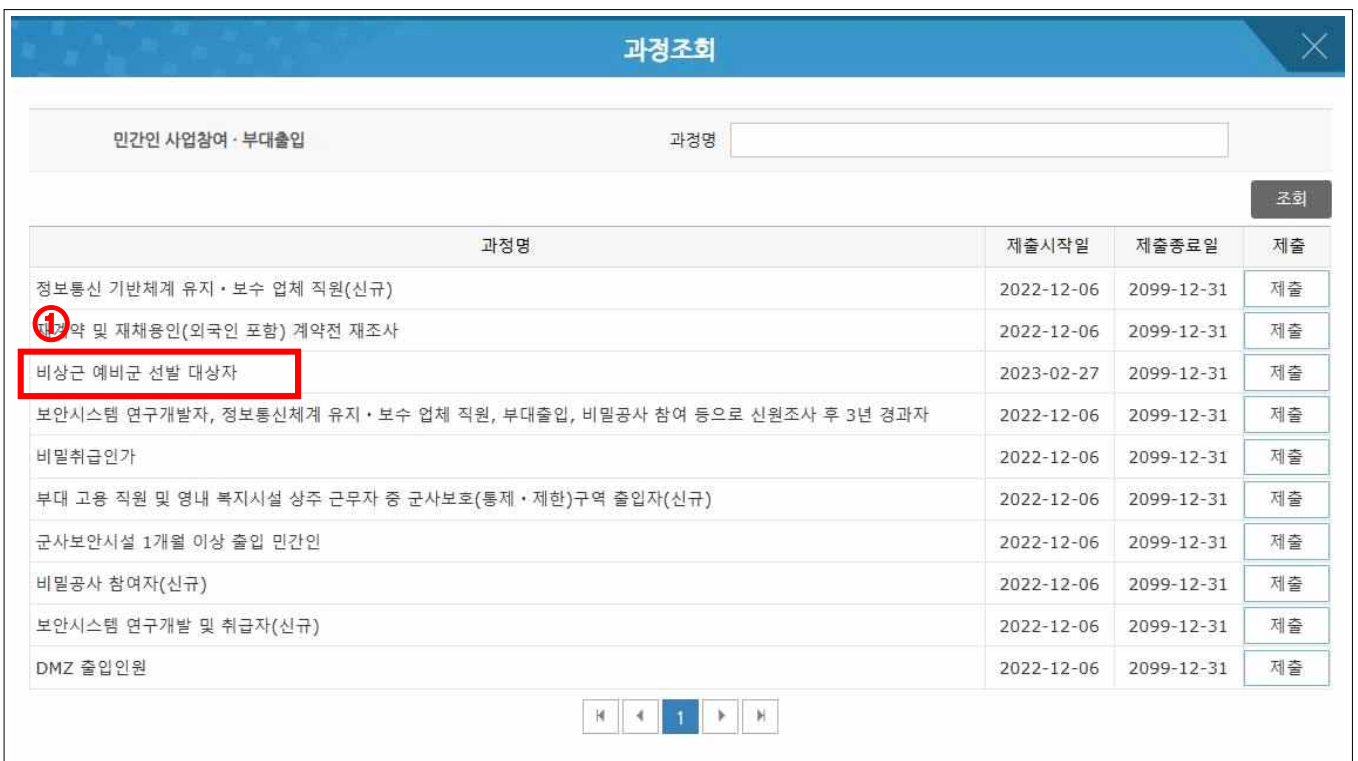 과정조회
민간인 사업참여 · 부대출입 과정명
조회
과정명 제출시작일 제출종료일 제출
정보통신 기반체계 유지・보수 업체 직원(신규) 2022-12-06 2099-12-31 제출
①
재계약 및 재채용인(외국인 포함) 계약전 재조사 2022-12-06 2099-12-31 제출
비상근 예비군 선발 대상자 2023-02-27 2099-12-31 제출
보안시스템 연구개발자, 정보통신체계 유지・보수 업체 직원, 부대출입, 비밀공사 참여 등으로 신원조사 후 3년 경과자 2022-12-06 2099-12-31 제출
비밀취급인가 2022-12-06 2099-12-31 제출
부대 고용 직원 및 영내 복지시설 상주 근무자 중 군사보호(통제・제한)구역 출입자(신규) 2022-12-06 2099-12-31 제출
군사보안시설 1개월 이상 출입 민간인 2022-12-06 2099-12-31 제출
비밀공사 참여자(신규) 2022-12-06 2099-12-31 제출
보안시스템 연구개발 및 취급자(신규) 2022-12-06 2099-12-31 제출
DMZ 출입인원 2022-12-06 2099-12-31 제출
1